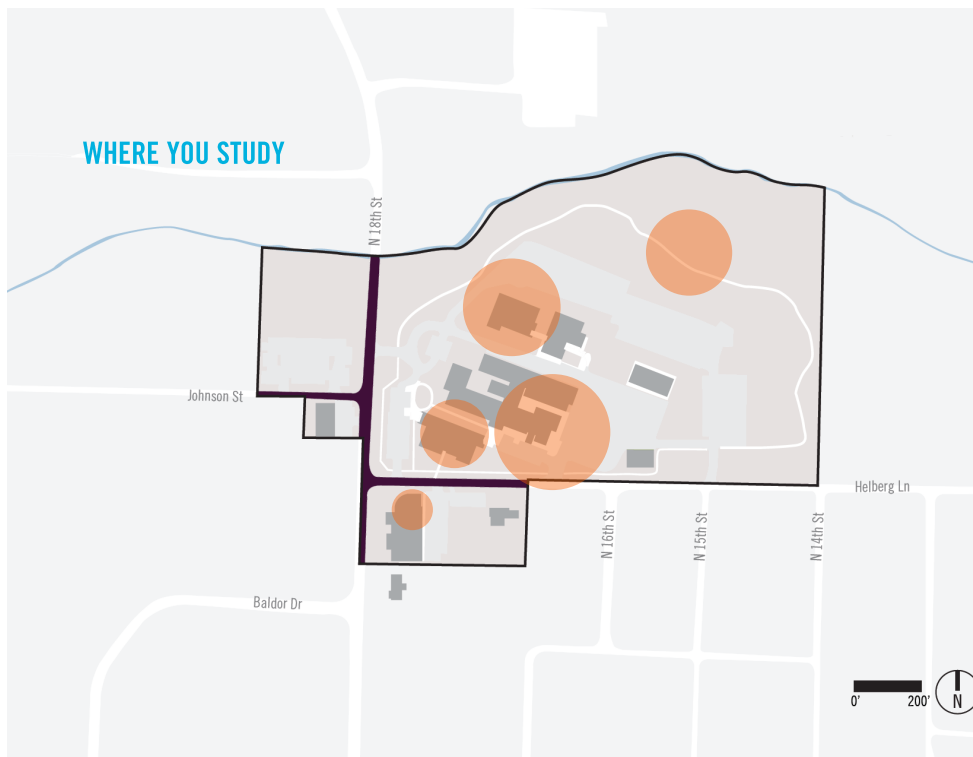 WHERE YOU STUDY
N 18th St
Johnson St
Helberg Ln
N 16th St
N 15th St
N 14th St
Baldor Dr
0' 200'
N